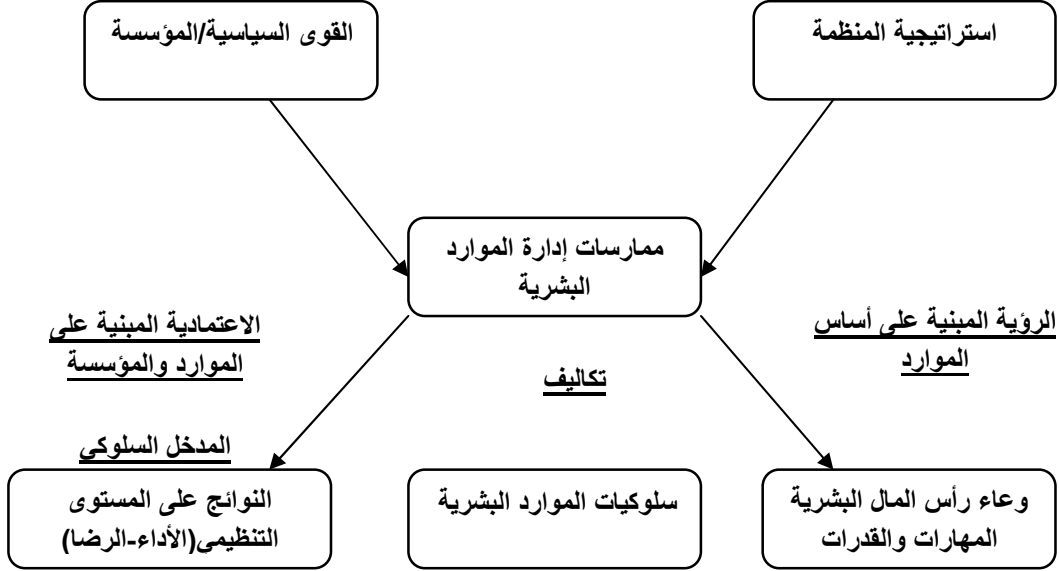 استراتيجية المنظمة
القوى السياسية/المؤسسة
ممارسات إدارة الموارد
البشرية
الرؤية المبنية على أساس
الموارد
تكاليف
الاعتمادية المبنية على
الموارد والمؤسسة
المدخل السلوكي
وعاء رأس المال البشرية
المهارات والقدرات
سلوكيات الموارد البشرية
النوائج على المستوى
التنظيمى(الأداء-الرضا)